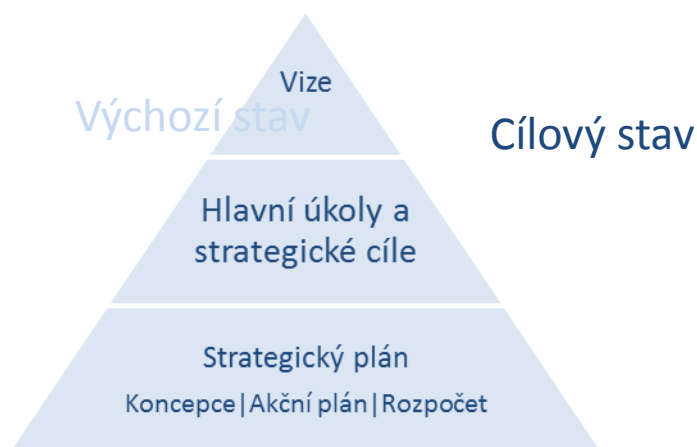 Vize
Výchozí stav
Cílový stav
Hlavní úkoly a
strategické cíle
Strategický plán
Koncepce|Akční plán|Rozpočet